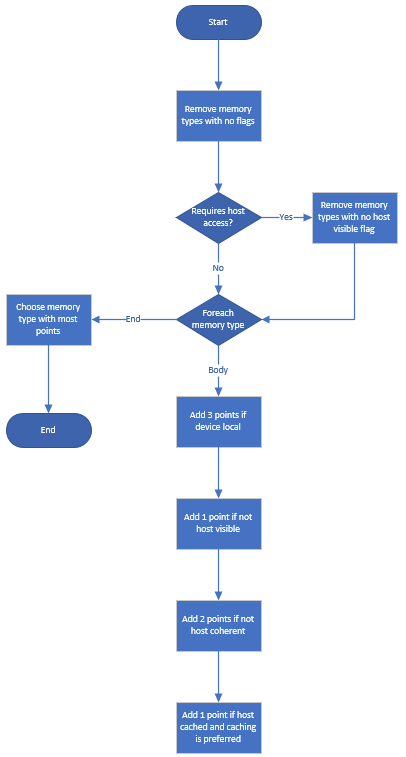 Start
Remove memory
types with no flags
Requires host
access?
Yes
Remove memory
types with no host
visible flag
No
Choose memory
type with most
points
End
Foreach
memory type
Body
End
Add 3 points if
device local
Add 1 point if not
host visible
Add 2 points if not
host coherent
Add 1 point if host
cached and caching
is preferred